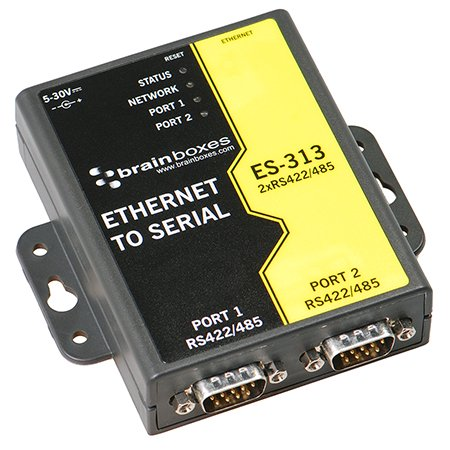 ETHERNET
RESET
5-30V
STATUS
NETWORK
PORT 1
PORT 2
brainboxes
www.brainboxes.com
ES-313
2xRS422/485
ETHERNET
TO SERIAL
PORT 1
RS422/485
PORT 2
RS422/485